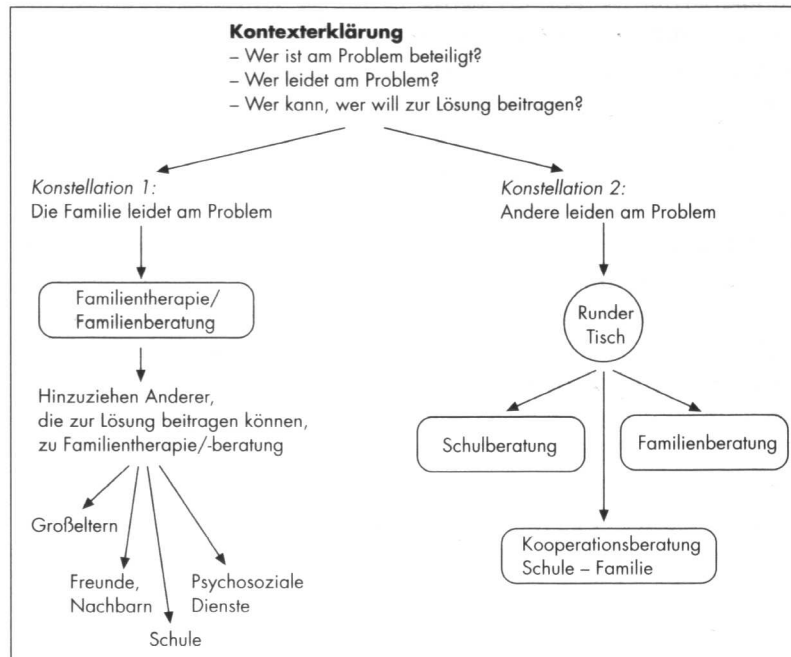 Kontexterklärung
– Wer ist am Problem beteiligt?
– Wer leidet am Problem?
– Wer kann, wer will zur Lösung beitragen?
Konstellation 1:
Die Familie leidet am Problem
Familientherapie/
Familienberatung
Hinzuziehen Anderer,
die zur Lösung beitragen können,
zu Familientherapie/-beratung
Großeltern
Freunde,
Nachbarn
Psychosoziale
Dienste
Schule
Konstellation 2:
Andere leiden am Problem
Runder
Tisch
Schulberatung
Familienberatung
Kooperationsberatung
Schule – Familie